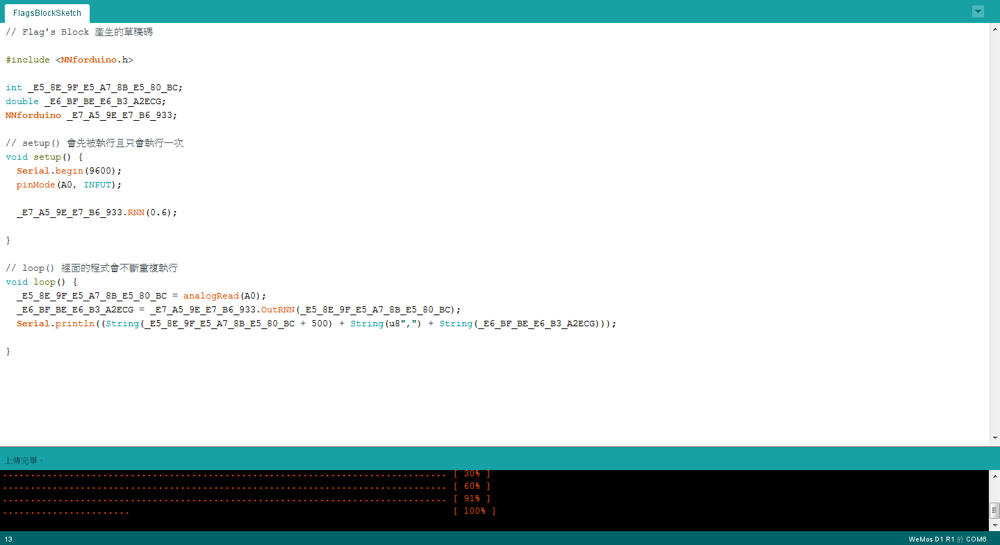 FlagsBlockSketch
// Flag's Block 產生的草稿碼
#include <NNforduino.h>
int _E5_8E_9F_E5_A7_8B_E5_80_BC;
double _E6_BF_BE_E6_B3_A2ECG;
NNforduino _E7_A5_9E_E7_B6_933;
// setup() 會先被執行且只會執行一次
void setup() {
  Serial.begin(9600);
  pinMode(A0, INPUT);
  _E7_A5_9E_E7_B6_933.RNN(0.6);
}
// loop() 裡面的程式會不斷重複執行
void loop() {
  _E5_8E_9F_E5_A7_8B_E5_80_BC = analogRead(A0);
  _E6_BF_BE_E6_B3_A2ECG = _E7_A5_9E_E7_B6_933.OutRNN(_E5_8E_9F_E5_A7_8B_E5_80_BC);
  Serial.println((String(_E5_8E_9F_E5_A7_8B_E5_80_BC + 500) + String(u8",") + String(_E6_BF_BE_E6_B3_A2ECG)));
}
上傳完畢。
................................................................................ [ 30% ]
................................................................................ [ 60% ]
................................................................................ [ 91% ]
.......................                                                          [ 100% ]
13
WeMos D1 R1 於 COM6